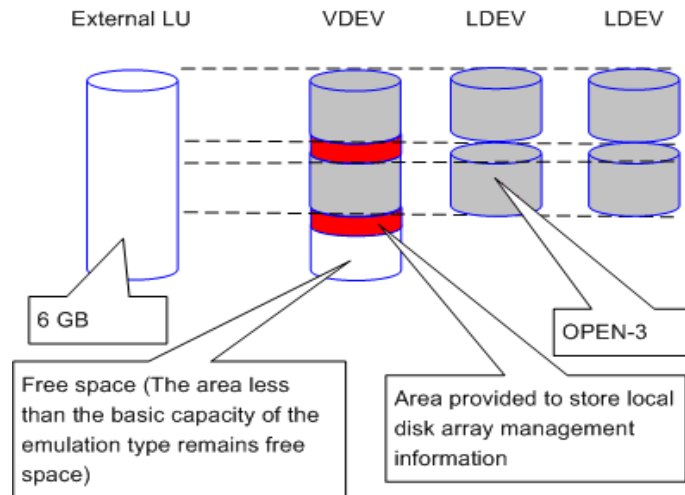 External LU
VDEV
LDEV
LDEV
6 GB
OPEN-3
Free space (The area less
than the basic capacity of the
emulation type remains free
space)
Area provided to store local
disk array management
information